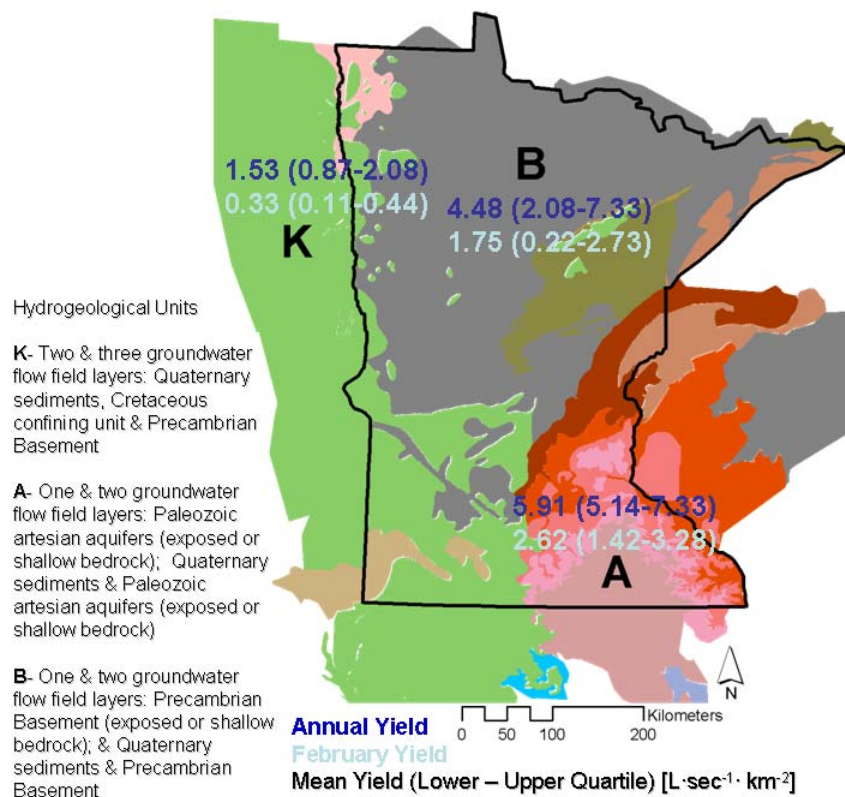 B
1.53 (0.87-2.08)
0.33 (0.11-0.44)
4.48 (2.08-7.33)
1.75 (0.22-2.73)
K
Hydrogeological Units
K- Two & three groundwater
flow field layers: Quaternary
sediments, Cretaceous
confining unit & Precambrian
Basement
A- One & two groundwater
flow field layers: Paleozoic
artesian aquifers (exposed or
shallow bedrock); Quaternary
sediments & Paleozoic
artesian aquifers (exposed or
shallow bedrock)
B- One & two groundwater
flow field layers: Precambrian
Basement (exposed or shallow
bedrock); & Quaternary
sediments & Precambrian
Basement
5.91 (5.14-7.33)
2.62 (1.42-3.28)
A
N
Annual Yield
February Yield
Mean Yield (Lower – Upper Quartile) [L·sec⁻¹· km⁻²]
Kilometers
0 50 100 200